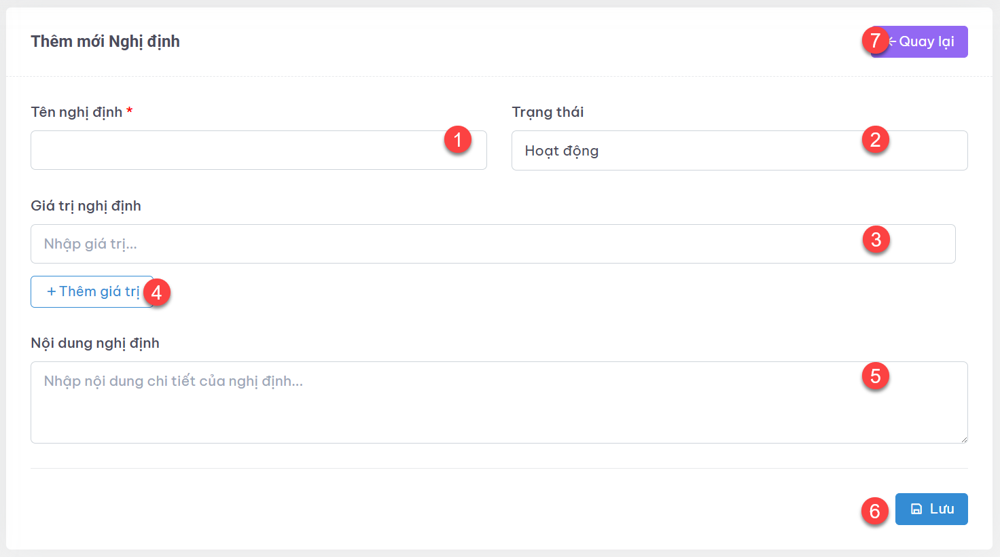 Thêm mới Nghị định
7 Quay lại
Tên nghị định * Trạng thái
1
Hoạt động 2
Giá trị nghị định
Nhập giá trị... 3
+ Thêm giá trị 4
Nội dung nghị định
Nhập nội dung chi tiết của nghị định... 5
6 Lưu